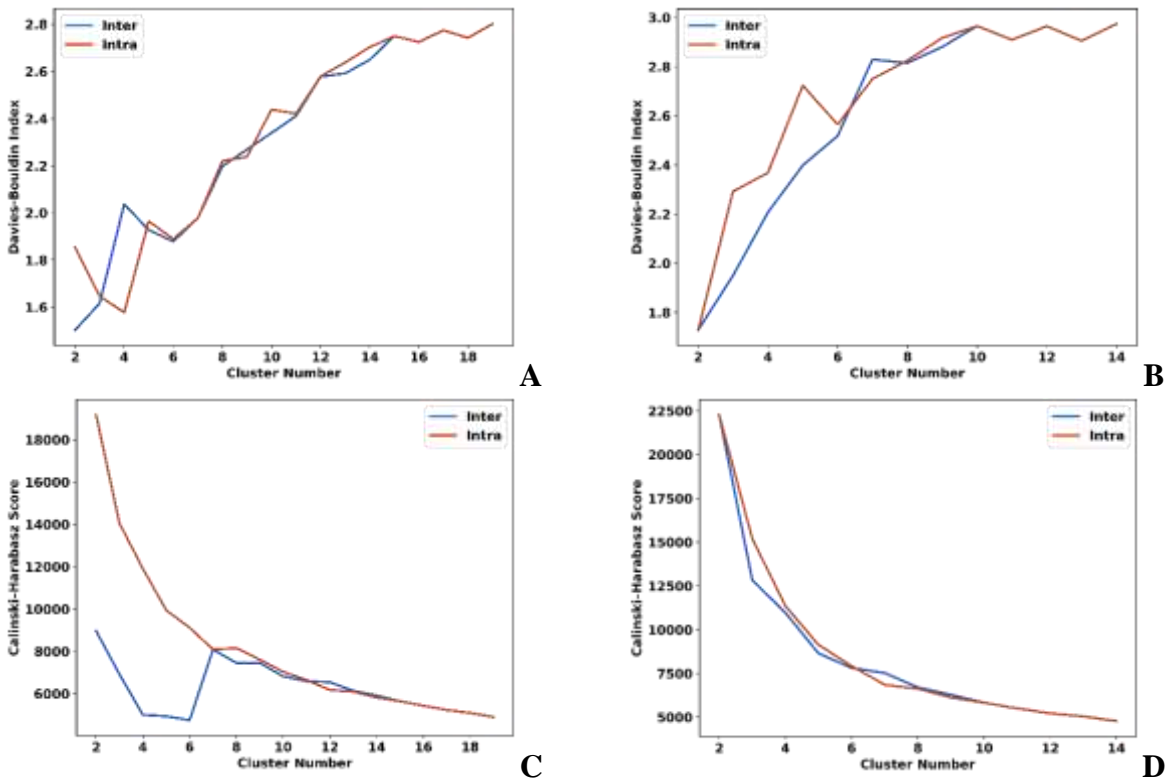 Inter
Intra
2.8
2.6
2.4
2.2
2.0
1.8
1.6
Davies-Bouldin Index
2 4 6 8 10 12 14 16 18
Cluster Number
A
Inter
Intra
3.0
2.8
2.6
2.4
2.2
2.0
1.8
Davies-Bouldin Index
2 4 6 8 10 12 14
Cluster Number
B
Inter
Intra
18000
16000
14000
12000
10000
8000
6000
Calinski-Harabasz Score
2 4 6 8 10 12 14 16 18
Cluster Number
C
Inter
Intra
22500
20000
17500
15000
12500
10000
7500
5000
Calinski-Harabasz Score
2 4 6 8 10 12 14
Cluster Number
D